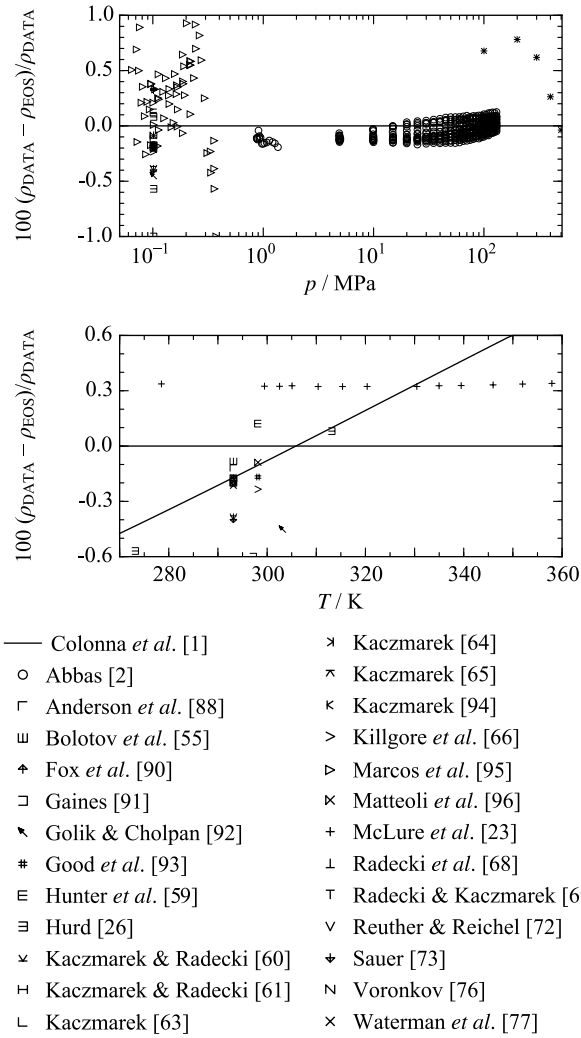 100 (ρDATA − ρEOS)/ρDATA
1.0
0.5
0.0
-0.5
-1.0
10−1
100
101
102
p / MPa
100 (ρDATA − ρEOS)/ρDATA
0.6
0.3
0.0
-0.3
-0.6
280
300
320
340
360
T / K
Colonna et al. [1]
Abbas [2]
Anderson et al. [88]
Bolotov et al. [55]
Fox et al. [90]
Gaines [91]
Golik & Cholpan [92]
Good et al. [93]
Hunter et al. [59]
Hurd [26]
Kaczmarek & Radecki [60]
Kaczmarek & Radecki [61]
Kaczmarek [63]
Kaczmarek [64]
Kaczmarek [65]
Kaczmarek [94]
Killgore et al. [66]
Marcos et al. [95]
Matteoli et al. [96]
McLure et al. [23]
Radecki et al. [68]
Radecki & Kaczmarek [6
Reuther & Reichel [72]
Sauer [73]
Voronkov [76]
Waterman et al. [77]